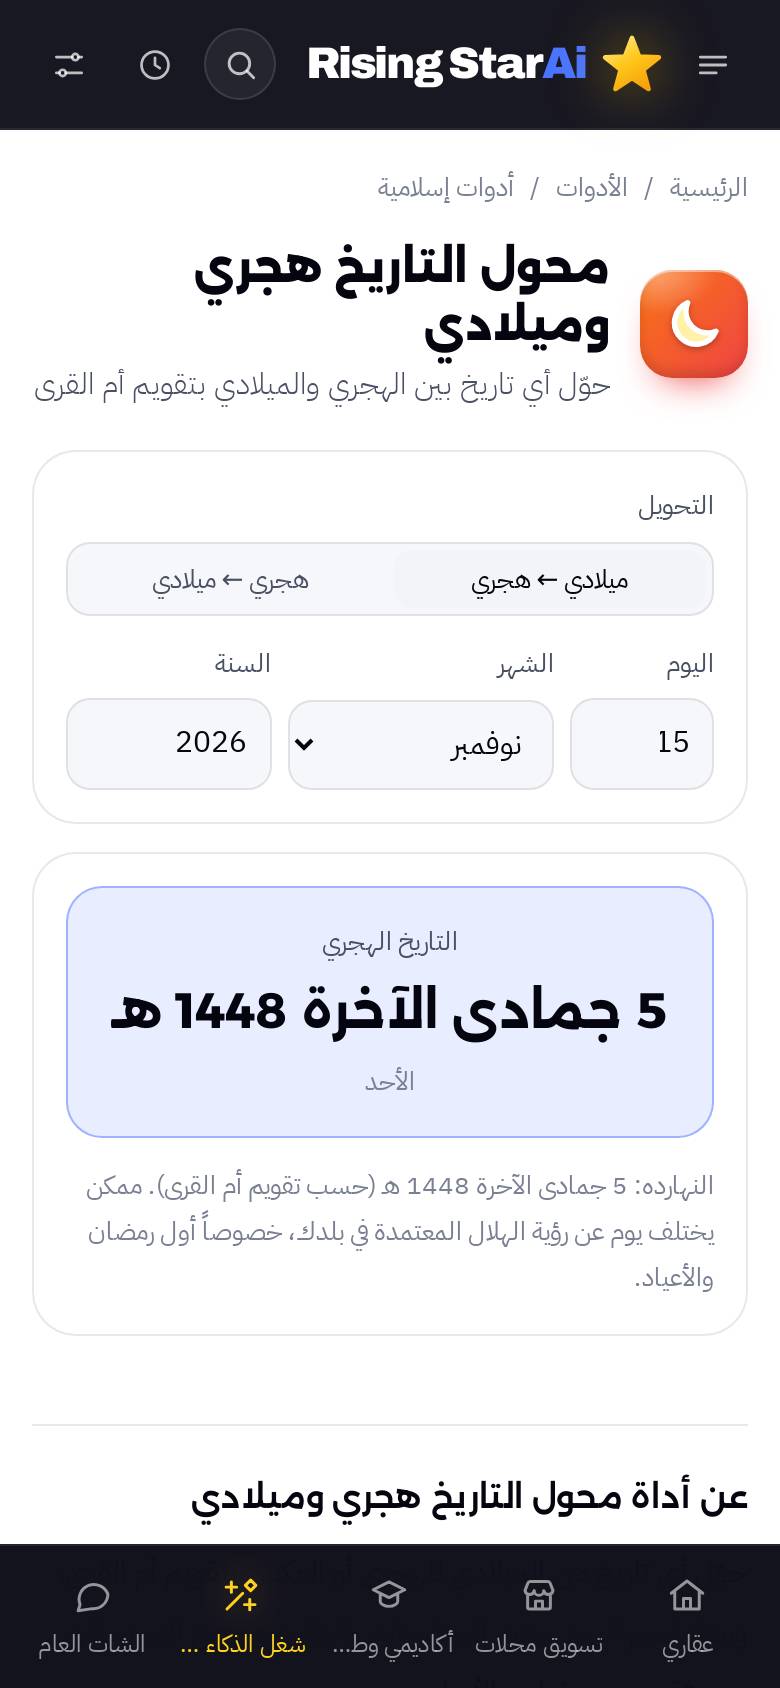 Rising StarAi
الرئيسية / الأدوات / أدوات إسلامية
محول التاريخ هجري
وميلادي
حوّل أي تاريخ بين الهجري والميلادي بتقويم أم القرى
التحويل
ميلادي ← هجري
هجري ← ميلادي
اليوم
الشهر
السنة
15
نوفمبر
2026
التاريخ الهجري
5 جمادى الآخرة 1448 هـ
الأحد
النهارده: 5 جمادى الآخرة 1448 هـ (حسب تقويم أم القرى). ممكن
يختلف يوم عن رؤية الهلال المعتمدة في بلدك، خصوصاً أول رمضان
والأعياد.
عن أداة محول التاريخ هجري وميلادي
عقاري
تسويق محلات
أكاديمي وط...
شغل الذكاء ...
الشات العام